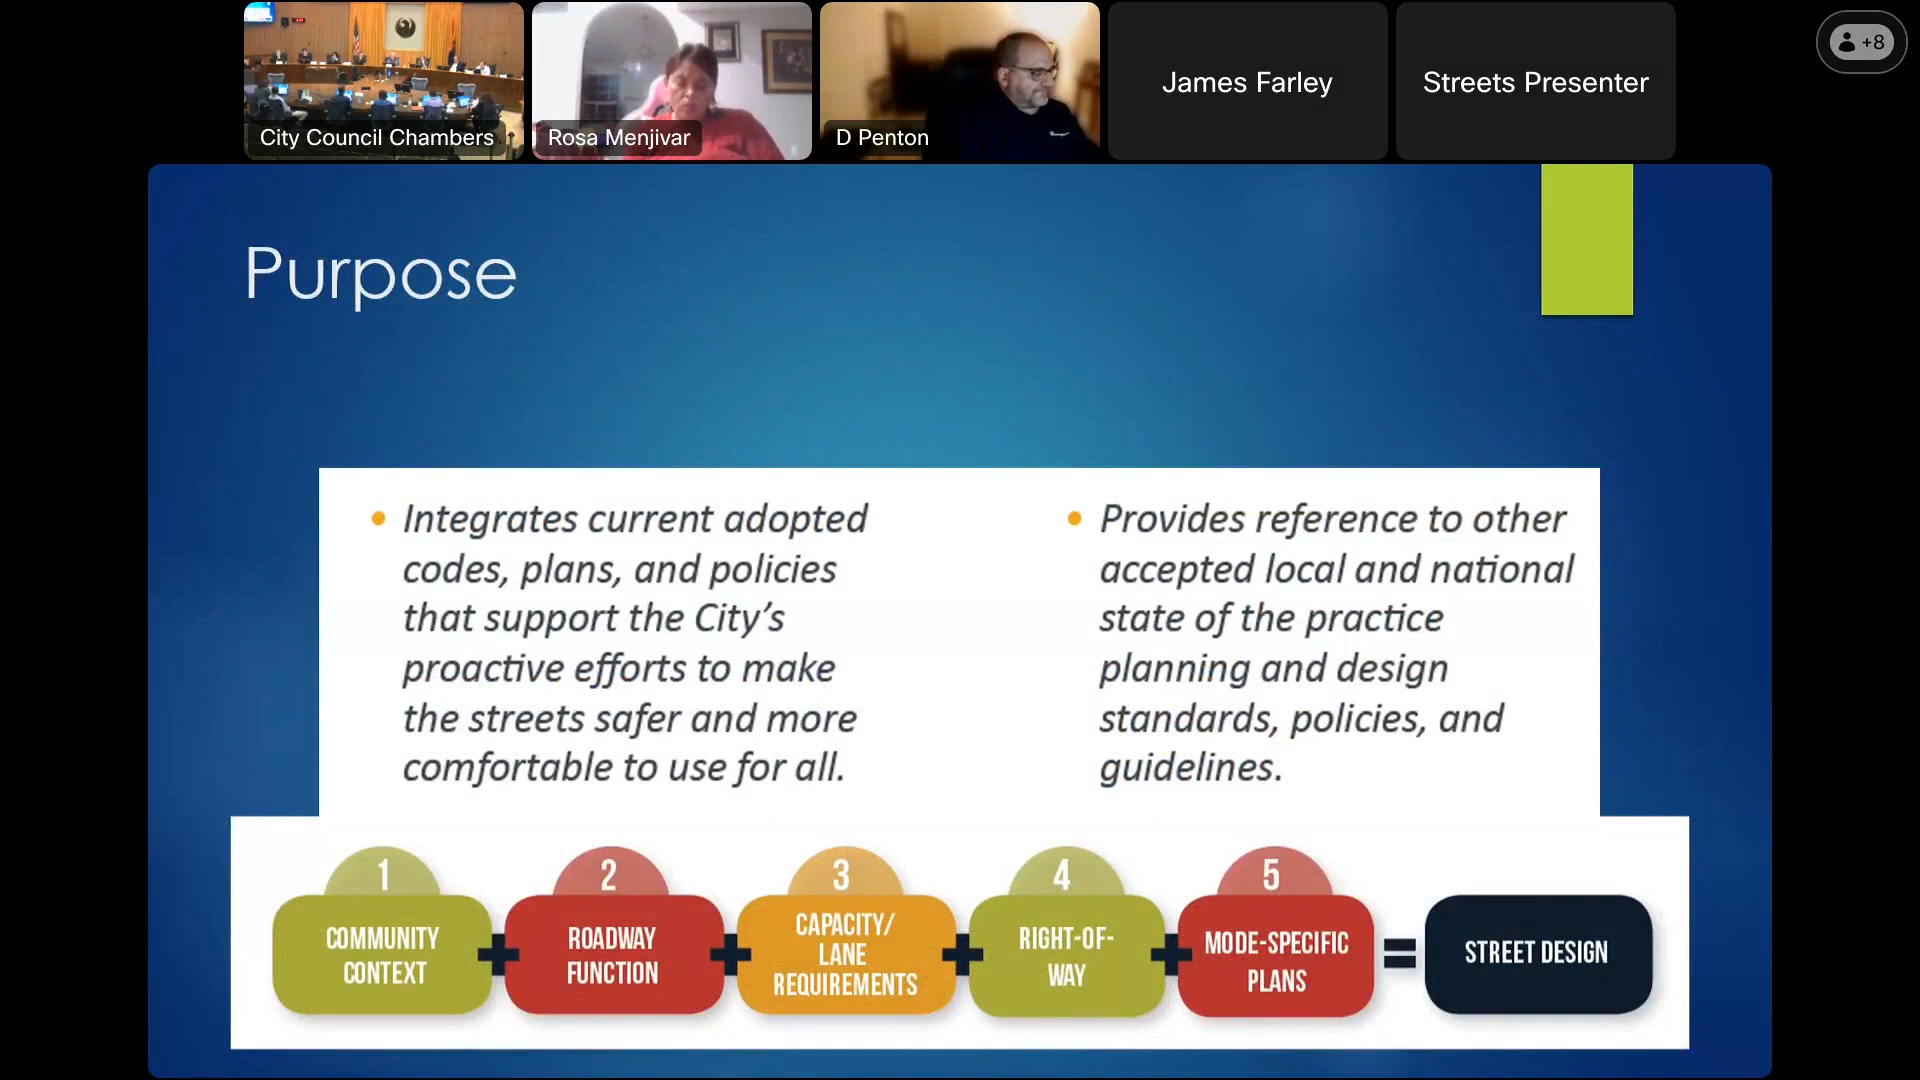 City Council Chambers
Rosa Menjivar
D Penton
James Farley
Streets Presenter
+8
Purpose
Integrates current adopted
codes, plans, and policies
that support the City’s
proactive efforts to make
the streets safer and more
comfortable to use for all.
Provides reference to other
accepted local and national
state of the practice
planning and design
standards, policies, and
guidelines.
1
COMMUNITY
CONTEXT
2
ROADWAY
FUNCTION
3
CAPACITY/
LANE
REQUIREMENTS
4
RIGHT-OF-
WAY
5
MODE-SPECIFIC
PLANS
=
STREET DESIGN